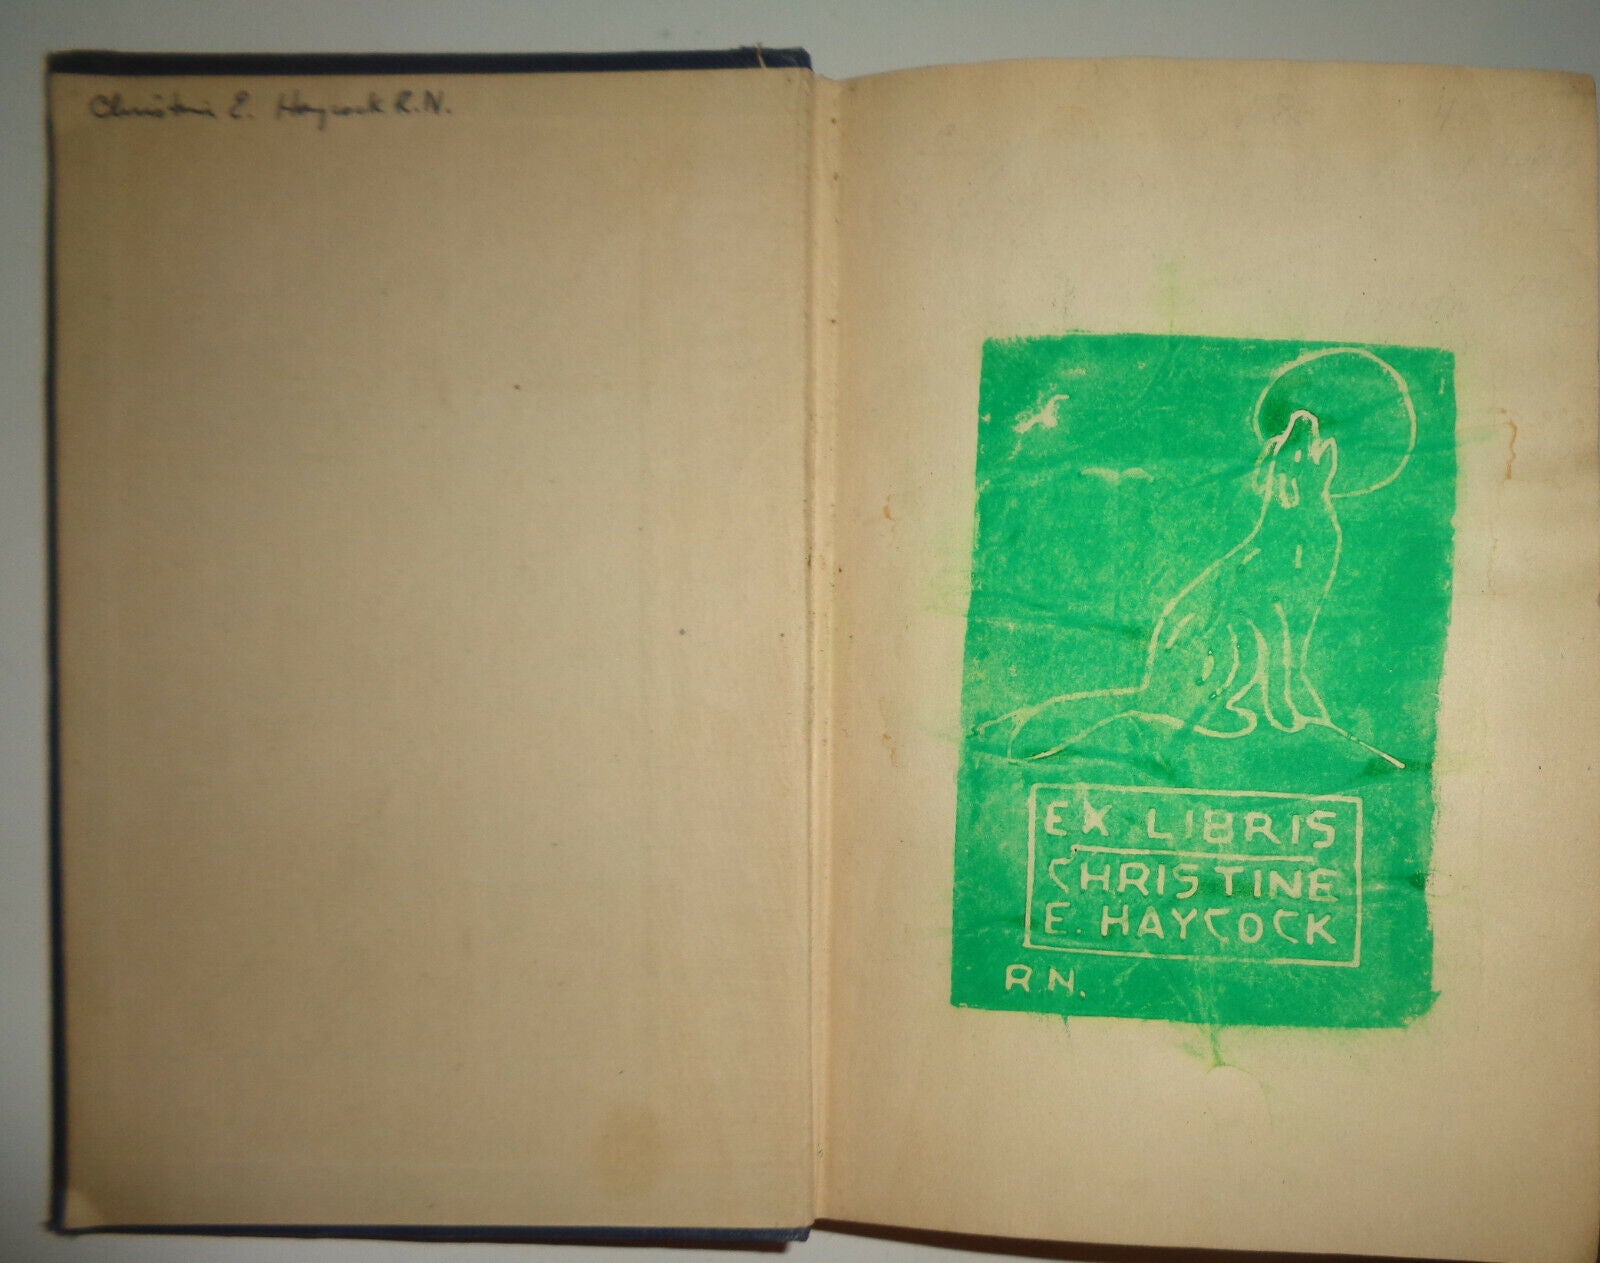 Christine E. Haycock R.N.
EX LIBRIS
CHRISTINE
E. HAYCOCK
R.N.